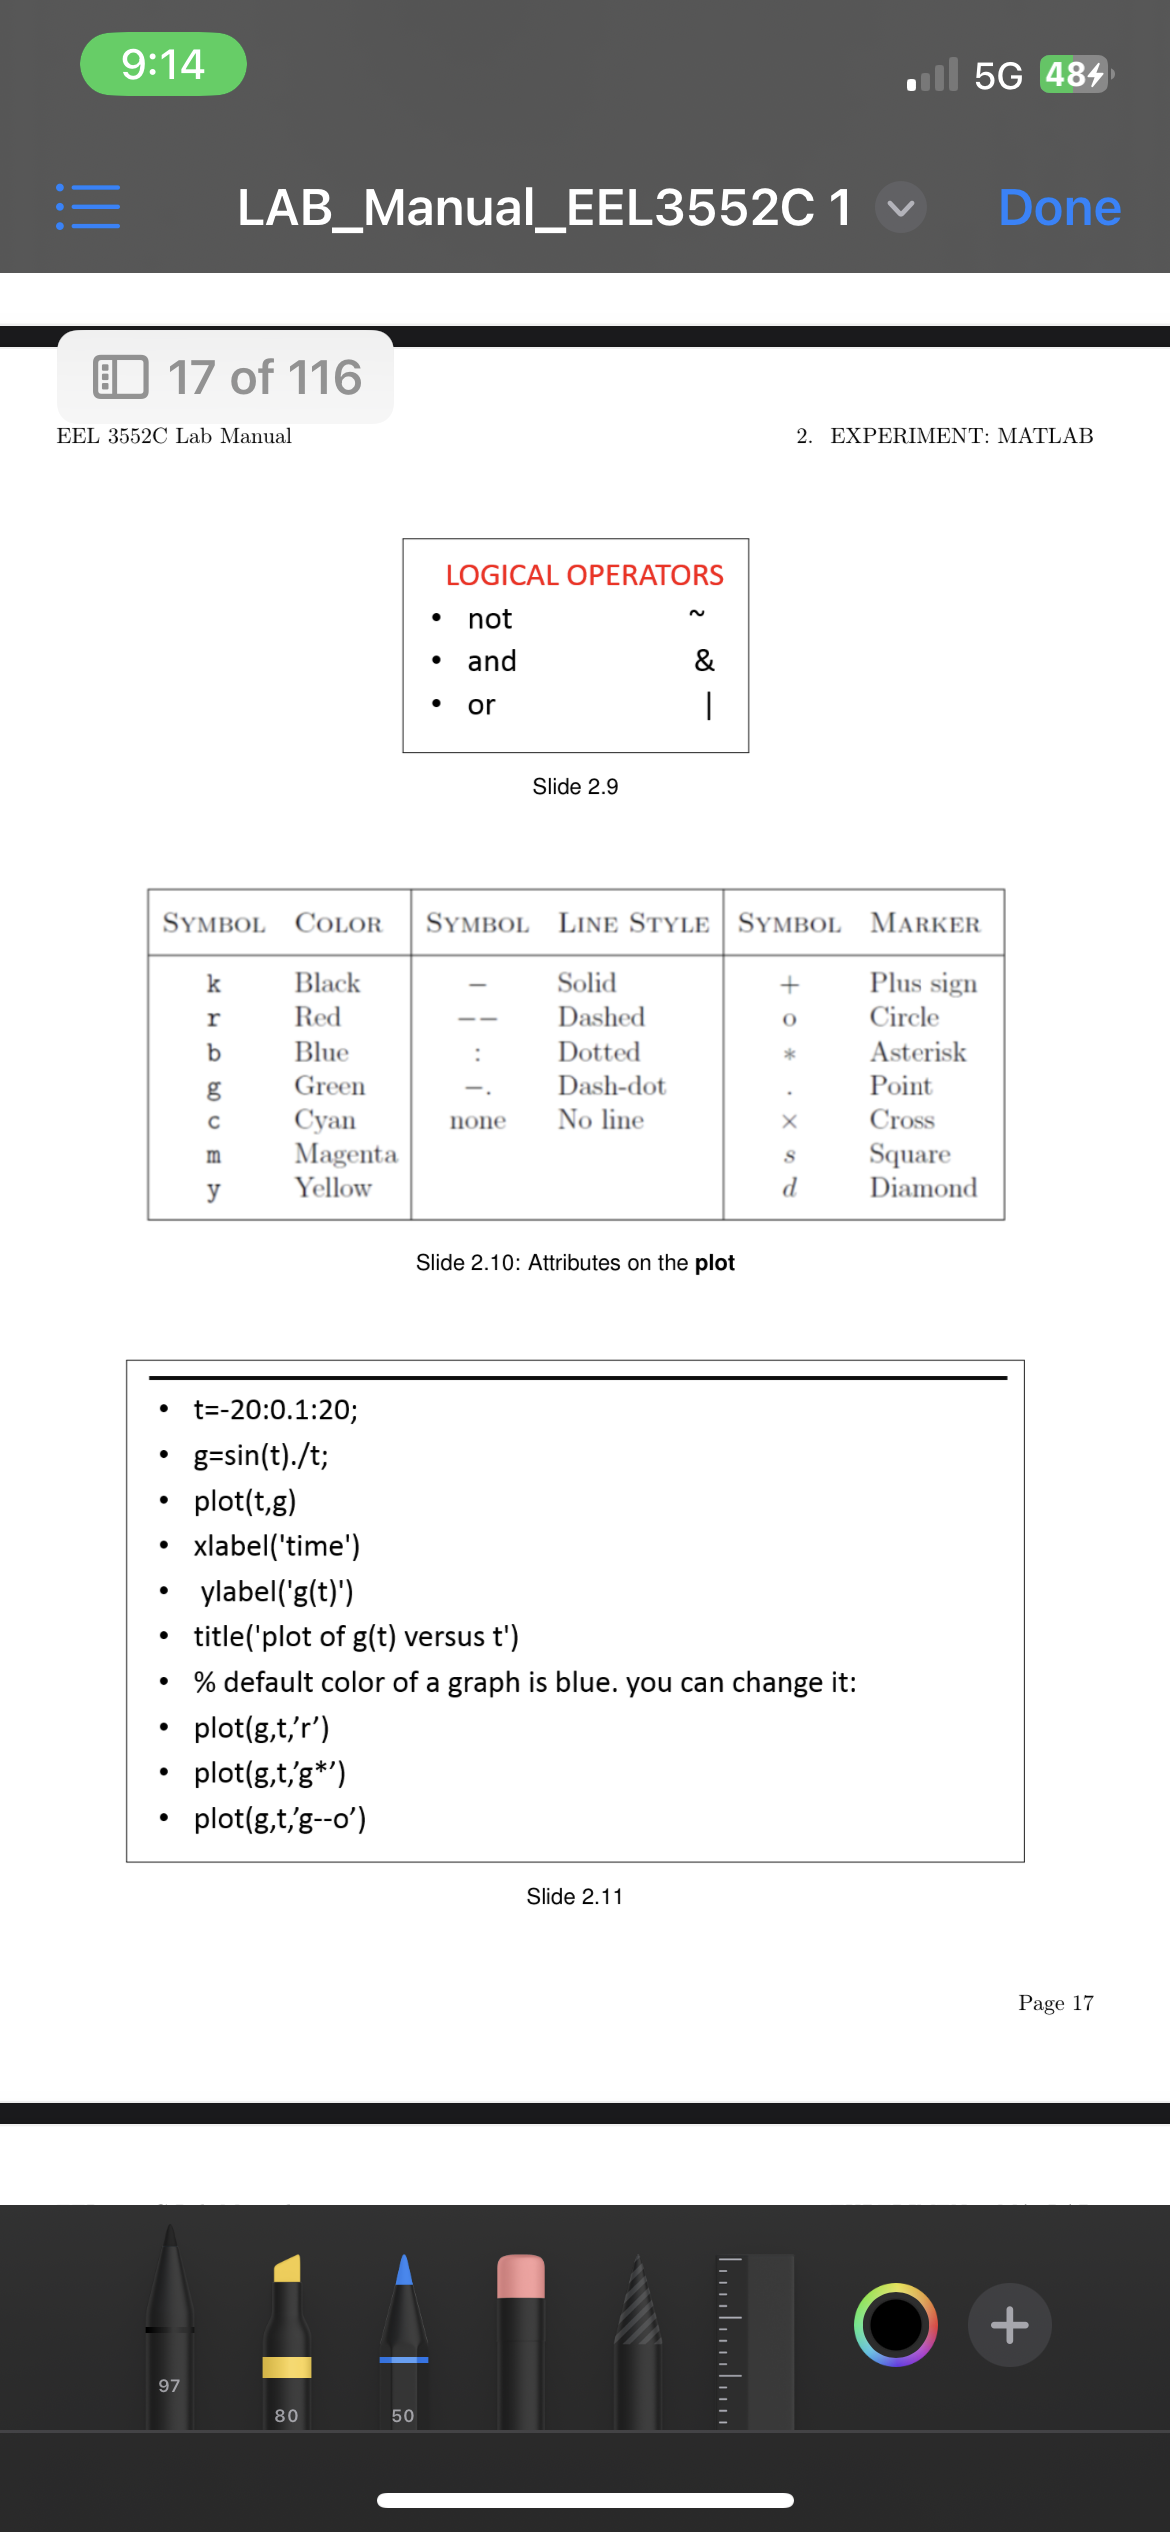 9:14
5G 48
LAB_Manual_EEL3552C 1
Done
17 of 116
EEL 3552C Lab Manual
2. EXPERIMENT: MATLAB
LOGICAL OPERATORS
• not ~
• and &
• or |
Slide 2.9
SYMBOL COLOR SYMBOL LINE STYLE SYMBOL MARKER
k Black − Solid + Plus sign
r Red −− Dashed o Circle
b Blue : Dotted * Asterisk
g Green −. Dash-dot . Point
c Cyan none No line × Cross
m Magenta s Square
y Yellow d Diamond
Slide 2.10: Attributes on the plot
• t=-20:0.1:20;
• g=sin(t)./t;
• plot(t,g)
• xlabel('time')
• ylabel('g(t)')
• title('plot of g(t) versus t')
• % default color of a graph is blue. you can change it:
• plot(g,t,’r’)
• plot(g,t,’g*’)
• plot(g,t,’g--o’)
Slide 2.11
Page 17
97
80
50